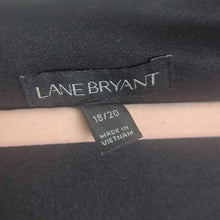 LANE BRYANT
18/20
MADE IN
VIETNAM